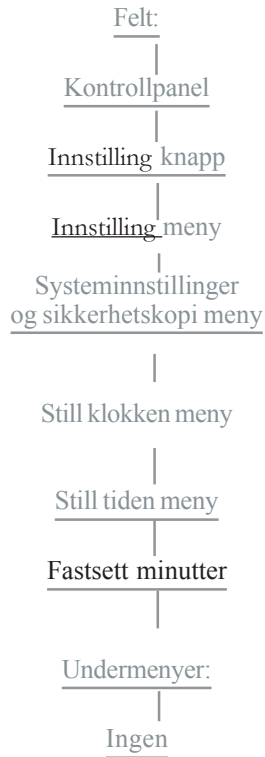 Felt:
Kontrollpanel
Innstilling knapp
Innstilling meny
Systeminnstillinger
og sikkerhetskopi meny
Still klokken meny
Still tiden meny
Fastsett minutter
Undermenyer:
Ingen